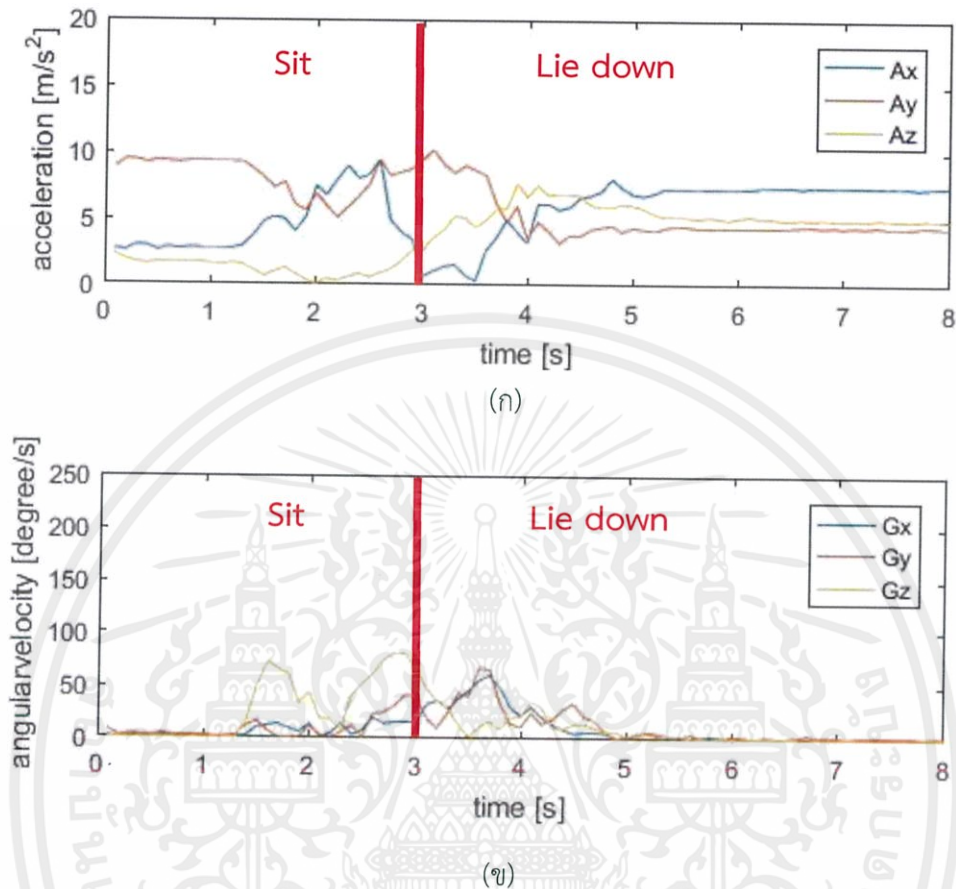 20
15
10
5
0
acceleration [m/s²]
Sit
Lie down
Ax
Ay
Az
0 1 2 3 4 5 6 7 8
time [s]
(ก)
250
200
150
100
50
0
angularvelocity [degree/s]
Sit
Lie down
Gx
Gy
Gz
0 1 2 3 4 5 6 7 8
time [s]
(ข)